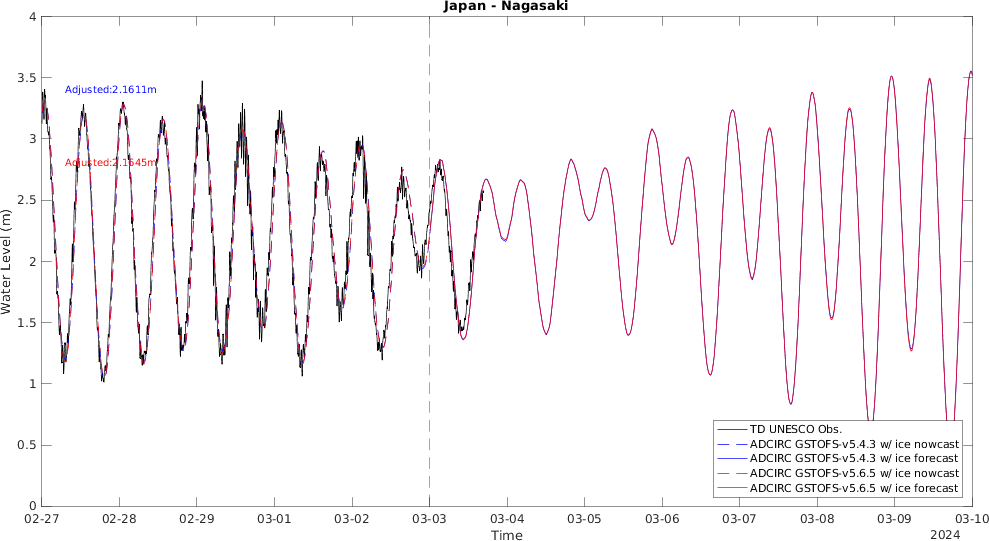 Japan - Nagasaki
Water Level (m)
4
3.5
3
2.5
2
1.5
1
0.5
0
Adjusted:2.1611m
Adjusted:2.1645m
TD UNESCO Obs.
ADCIRC GSTOFS-v5.4.3 w/ ice nowcast
ADCIRC GSTOFS-v5.4.3 w/ ice forecast
ADCIRC GSTOFS-v5.6.5 w/ ice nowcast
ADCIRC GSTOFS-v5.6.5 w/ ice forecast
02-27 02-28 02-29 03-01 03-02 03-03 03-04 03-05 03-06 03-07 03-08 03-09 03-10
Time
2024